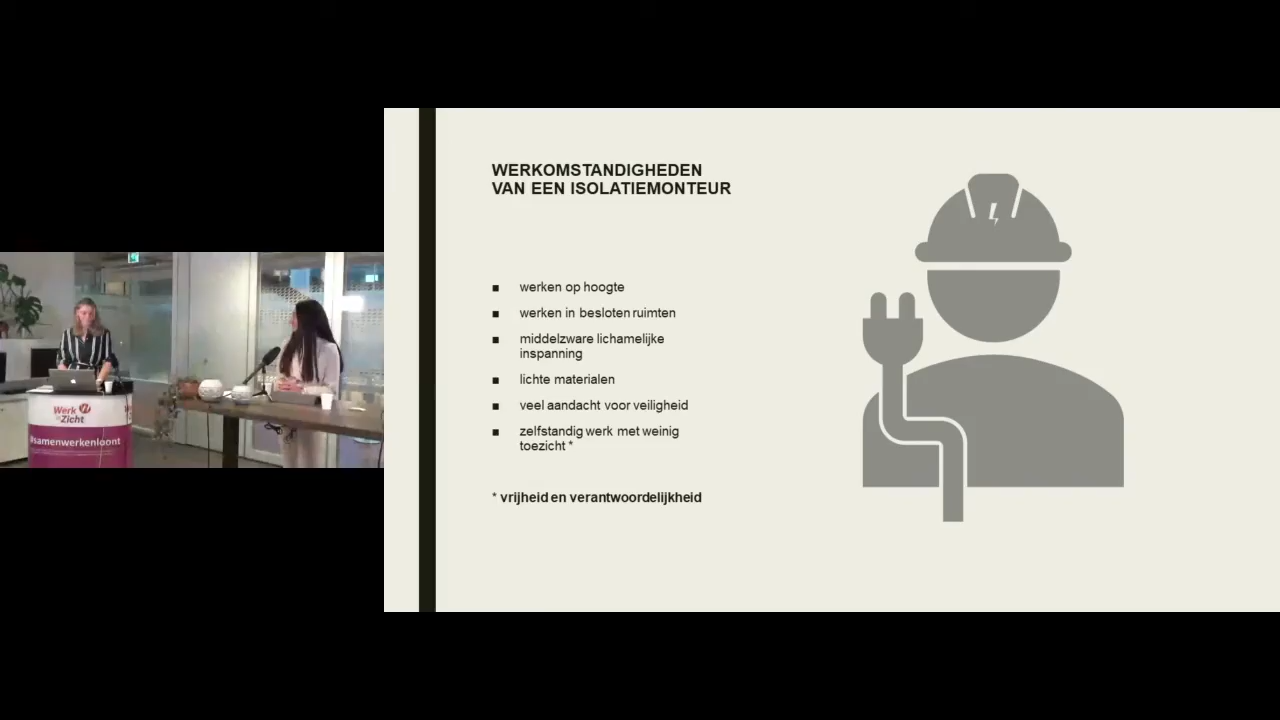 WERKOMSTANDIGHEDEN
VAN EEN ISOLATIEMONTEUR
■ werken op hoogte
■ werken in besloten ruimten
■ middelzware lichamelijke
inspanning
■ lichte materialen
■ veel aandacht voor veiligheid
■ zelfstandig werk met weinig
toezicht *
* vrijheid en verantwoordelijkheid
Werk
in Zicht
#samenwerkenloont